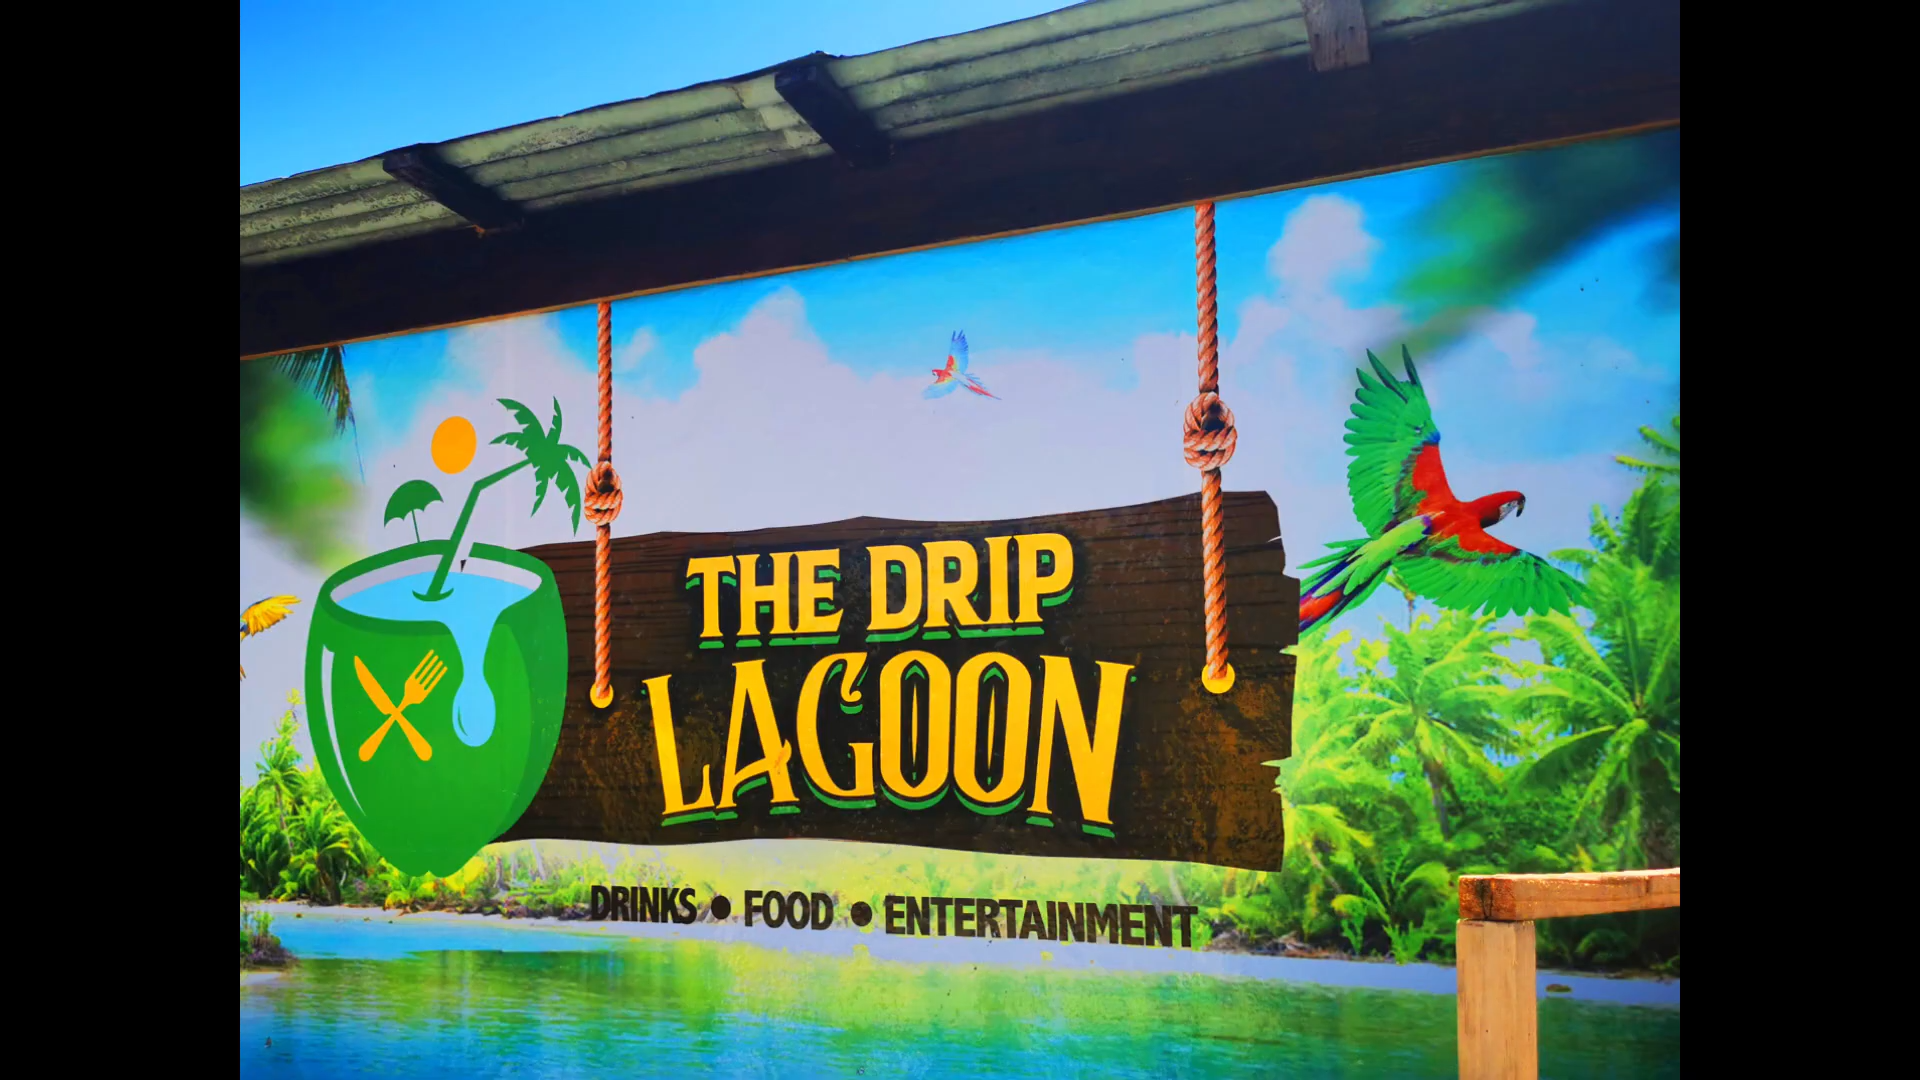 THE DRIP
LAGOON
DRINKS • FOOD • ENTERTAINMENT